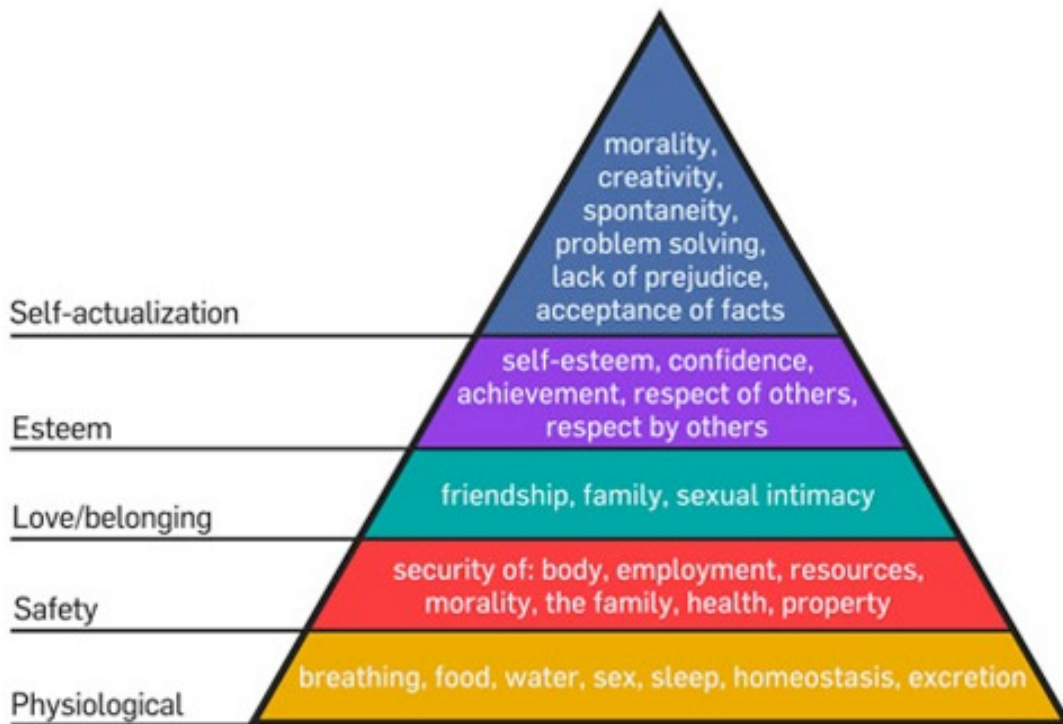 morality,
creativity,
spontaneity,
problem solving,
lack of prejudice,
acceptance of facts
Self-actualization
self-esteem, confidence,
achievement, respect of others,
respect by others
Esteem
friendship, family, sexual intimacy
Love/belonging
security of: body, employment, resources,
morality, the family, health, property
Safety
breathing, food, water, sex, sleep, homeostasis, excretion
Physiological